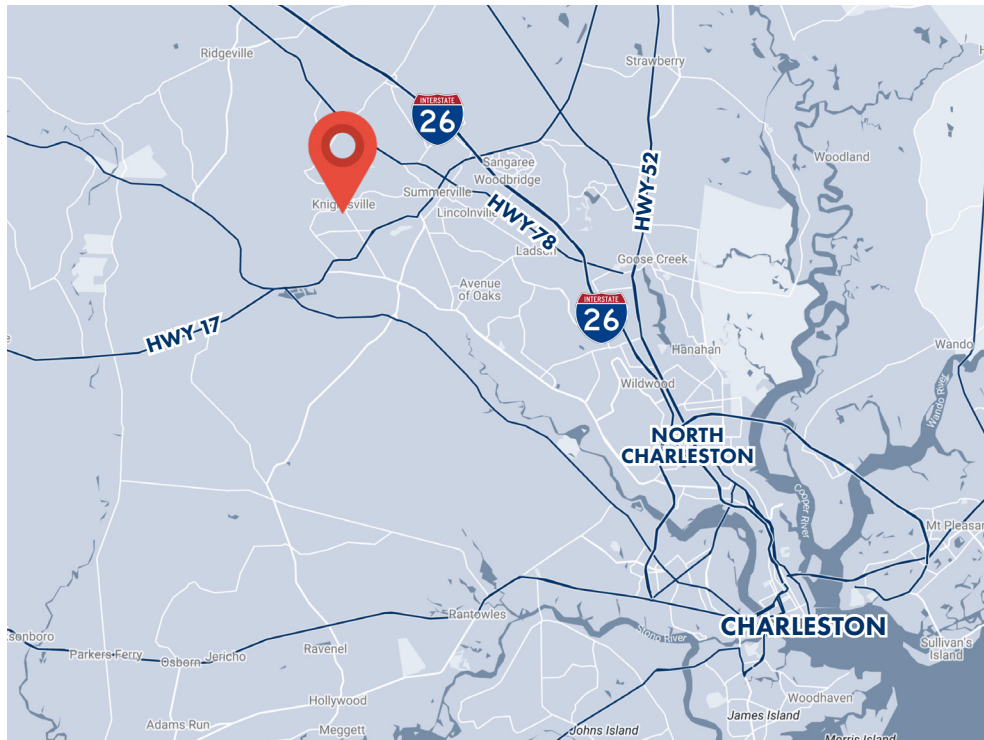 Ridgeville
Strawberry
INTERSTATE
26
Woodland
Sangaree
Woodbridge
HWY-52
Summerville
Knightsville
Lincolnville
HWY-78
Ladson
Goose Creek
Avenue
of Oaks
INTERSTATE
26
HWY-17
Hanahan
Wando
Wildwood
Wando River
NORTH
CHARLESTON
Cooper River
Mt Pleasan
Rantowles
CHARLESTON
Stono River
ksonboro
Parkers Ferry
Osborn
Jericho
Ravenel
Sullivan's
Island
Hollywood
Woodhaven
James Island
Adams Run
Meggett
Johns Island
Morris Island